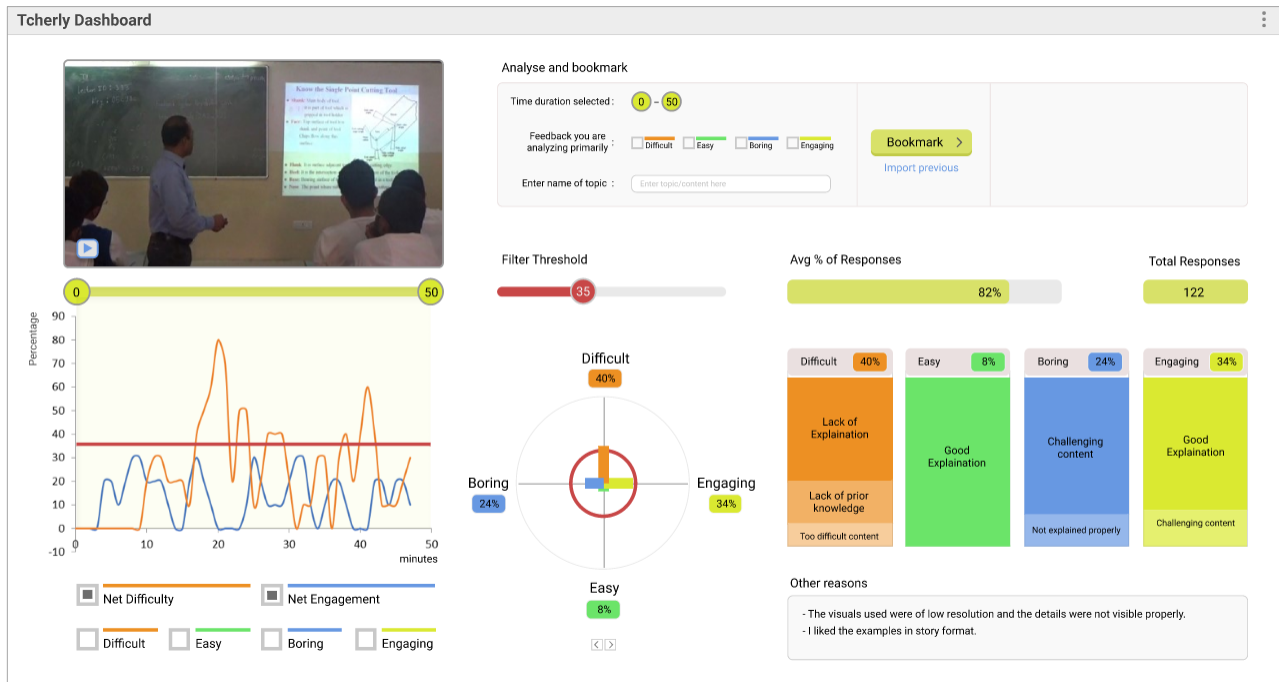 Tcherly Dashboard
Know the Single Point Cutting Tool
Analyse and bookmark
Time duration selected :
0 - 50
Feedback you are
analyzing primarily :
Difficult
Easy
Boring
Engaging
Enter name of topic :
Enter topic/content here
Bookmark >
Import previous
0
50
Percentage
90
80
70
60
50
40
30
20
10
0
-10
0
10
20
30
40
50
minutes
Net Difficulty
Net Engagement
Difficult
Easy
Boring
Engaging
Filter Threshold
35
Difficult
40%
Boring
24%
Engaging
34%
Easy
8%
< >
Avg % of Responses
82%
Total Responses
122
Difficult 40%
Lack of
Explaination
Lack of prior
knowledge
Too difficult content
Easy 8%
Good
Explaination
Boring 24%
Challenging
content
Not explained properly
Engaging 34%
Good
Explaination
Challenging content
Other reasons
- The visuals used were of low resolution and the details were not visible properly.
- I liked the examples in story format.